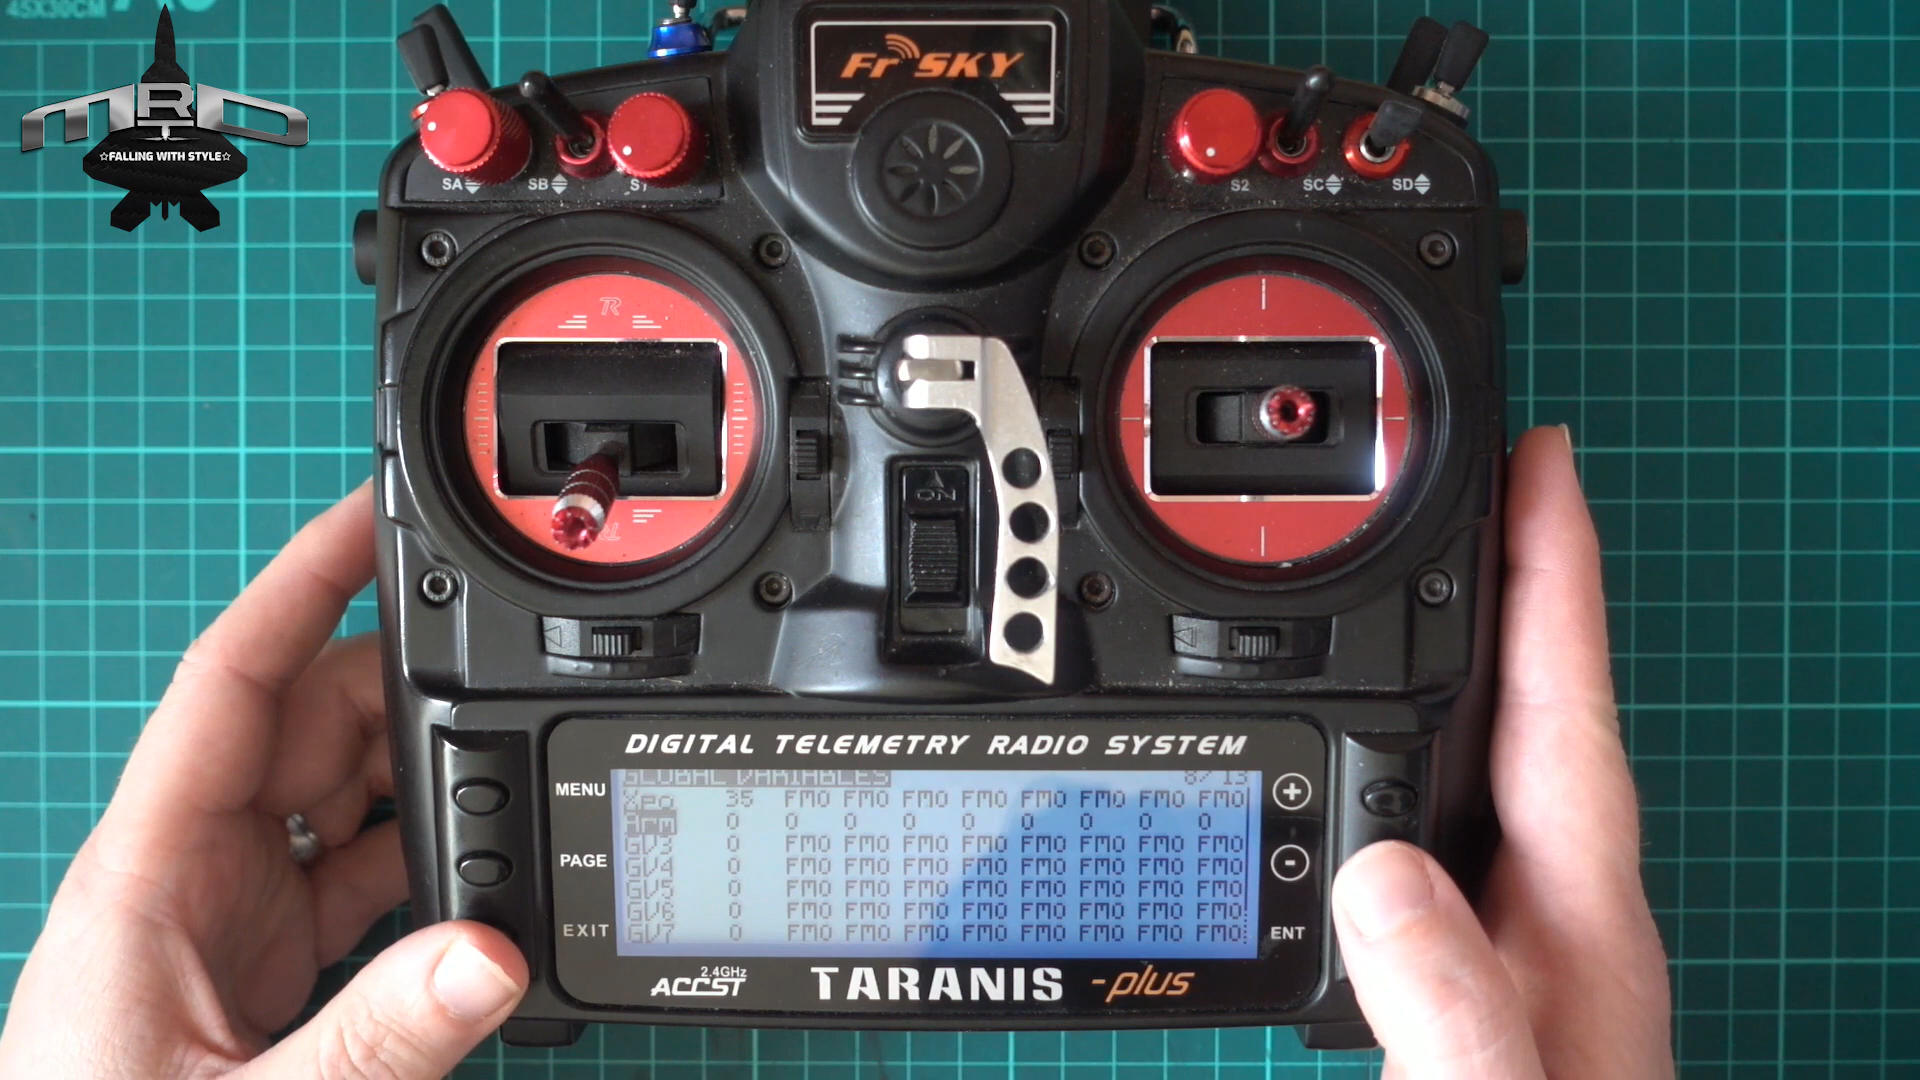 45X30CM
MRD
☆FALLING WITH STYLE☆
FrSKY
SA
SB
S1
S2
SC
SD
DIGITAL TELEMETRY RADIO SYSTEM
MENU
PAGE
EXIT
GLOBAL VARIABLES 8/13
Xpo 35 FM0 FM0 FM0 FM0 FM0 FM0 FM0 FM0
Arm 0 0 0 0 0 0 0 0 0
GV3 0 FM0 FM0 FM0 FM0 FM0 FM0 FM0 FM0
GV4 0 FM0 FM0 FM0 FM0 FM0 FM0 FM0 FM0
GV5 0 FM0 FM0 FM0 FM0 FM0 FM0 FM0 FM0
GV6 0 FM0 FM0 FM0 FM0 FM0 FM0 FM0 FM0
GV7 0 FM0 FM0 FM0 FM0 FM0 FM0 FM0 FM0
+
-
ENT
2.4GHz
ACCST
TARANIS -plus